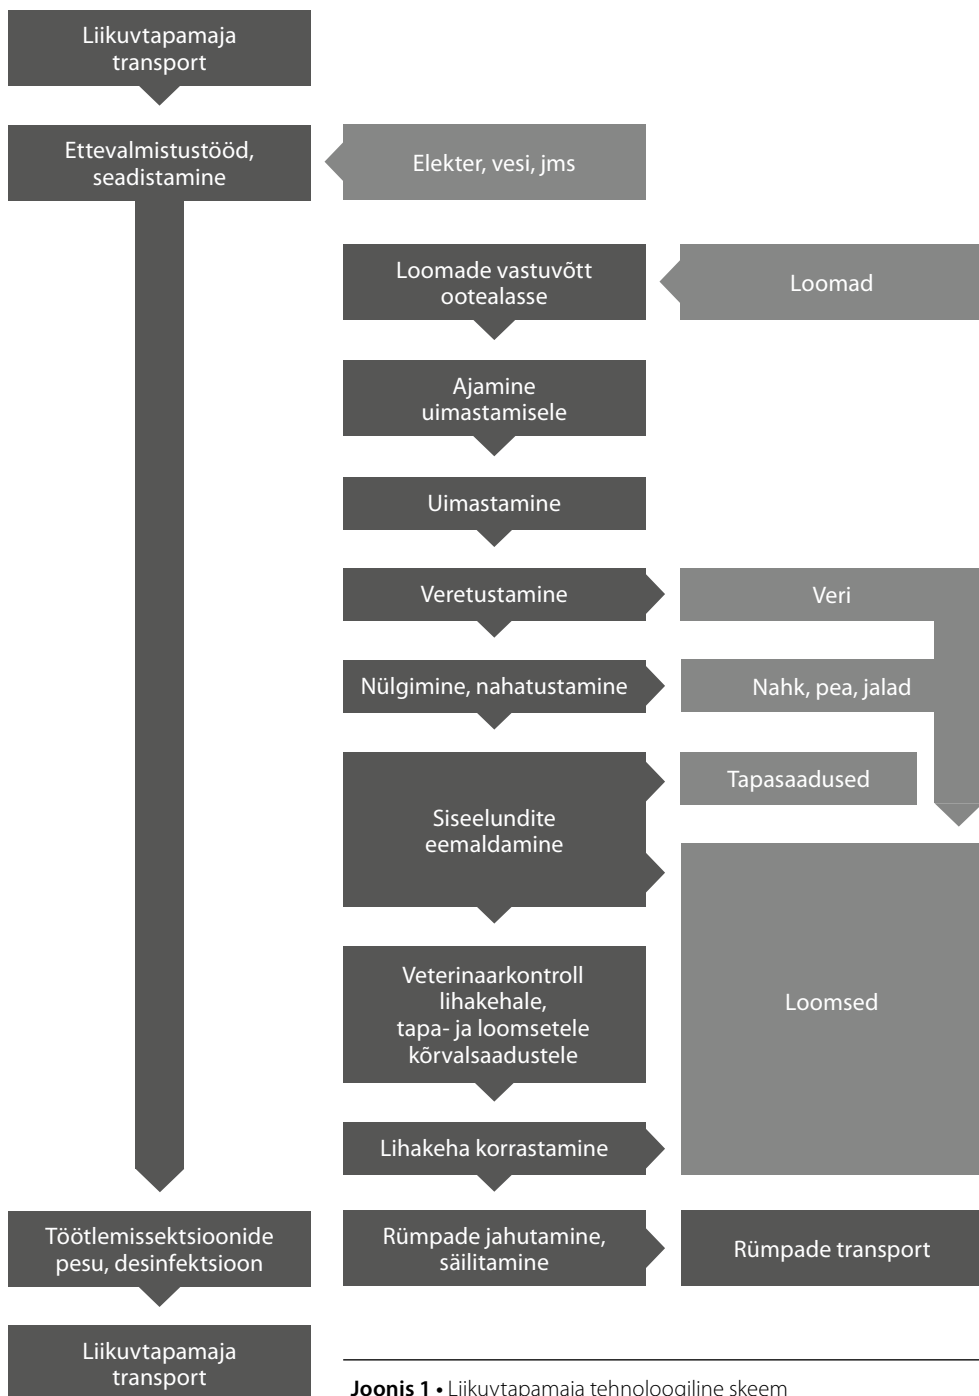 Liikuvtapamaja
transport
Ettevalmistustööd,
seadistamine
Elekter, vesi, jms
Loomade vastuvõtt
ootealasse
Loomad
Ajamine
uimastamisele
Uimastamine
Veretustamine
Veri
Nülgimine, nahatustamine
Nahk, pea, jalad
Siseelundite
eemaldamine
Tapasaadused
Veterinaarkontroll
lihakehale,
tapa- ja loomsetele
kõrvalsaadustele
Loomsed
Lihakeha korrastamine
Töötlemissektsioonide
pesu, desinfektsioon
Rümpade jahutamine,
säilitamine
Rümpade transport
Liikuvtapamaja
transport
Joonis 1 • Liikuvtapamaja tehnoloogiline skeem